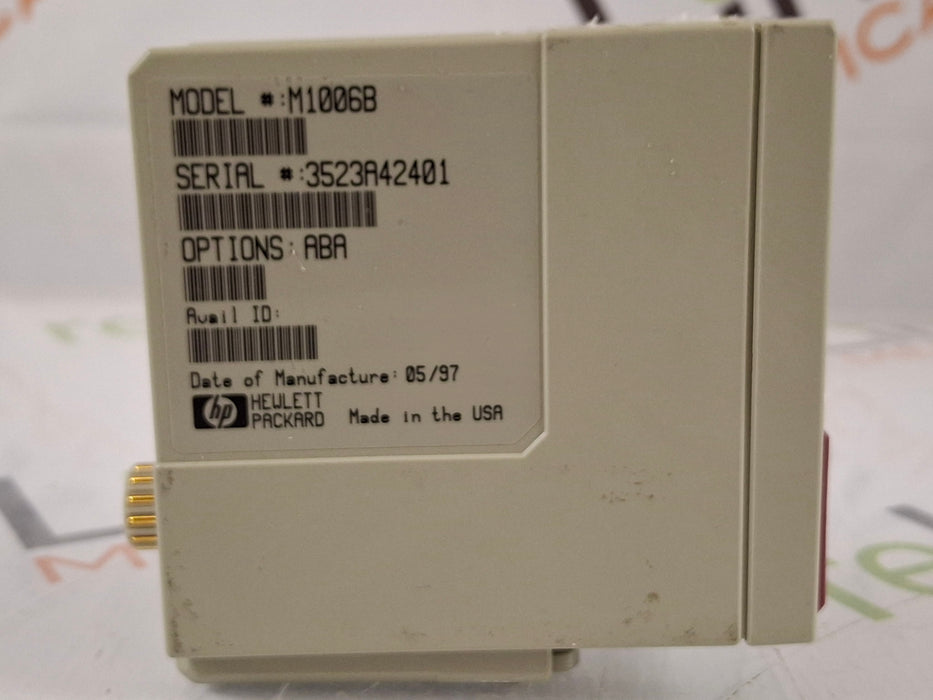 MODEL #:M1006B
SERIAL #:3523A42401
OPTIONS: ABA
Avail ID:
Date of Manufacture: 05/97
hp HEWLETT
PACKARD Made in the USA